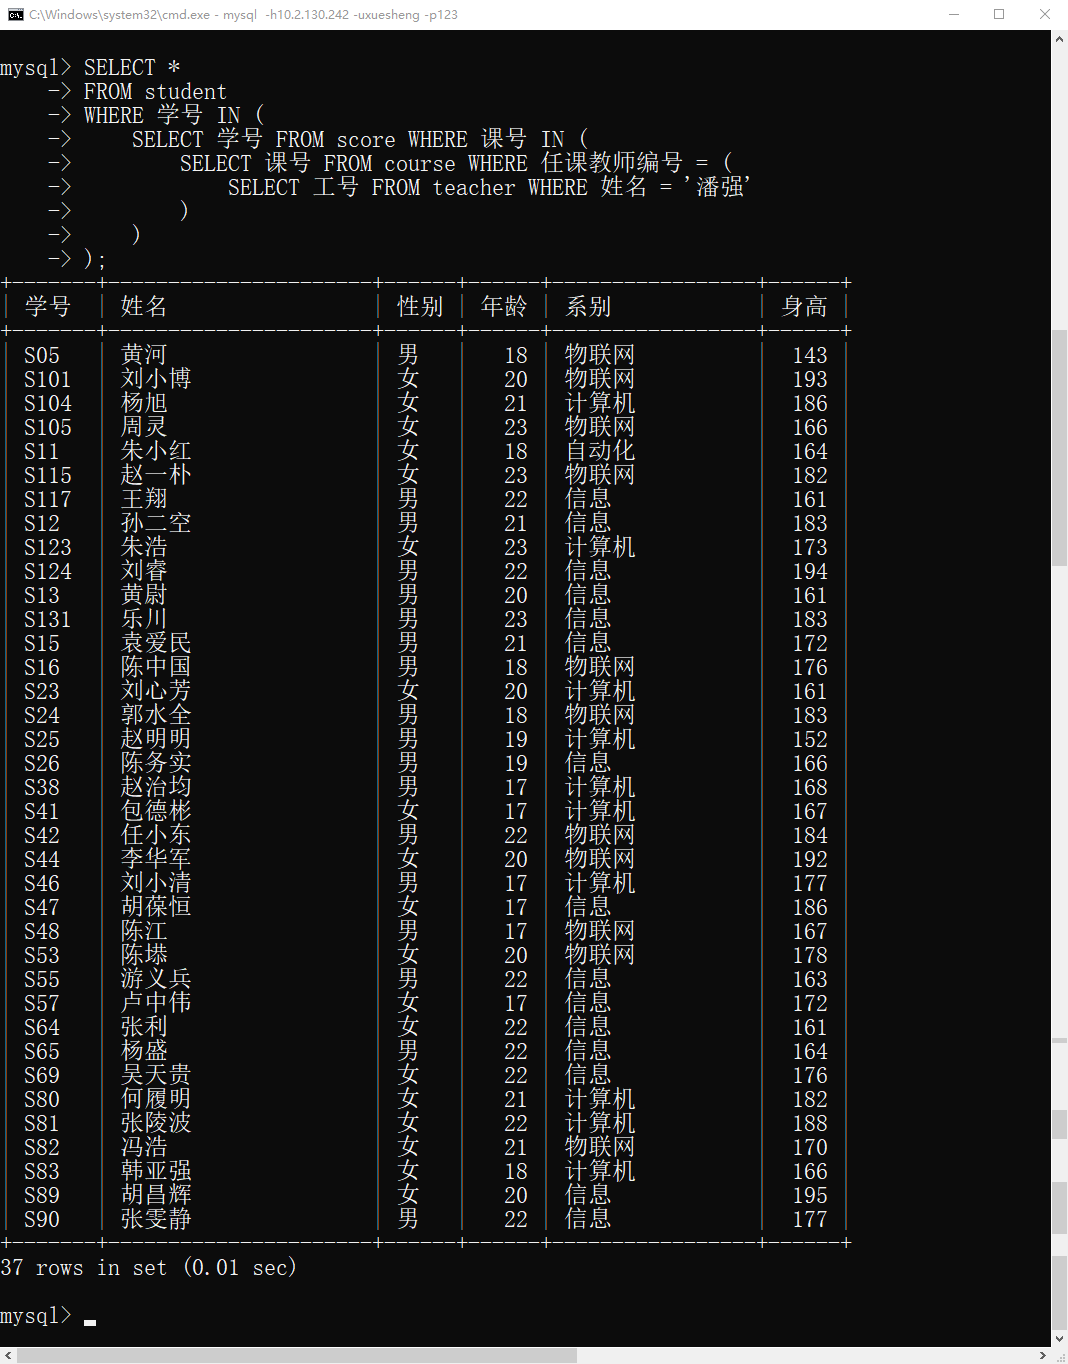 C:\Windows\system32\cmd.exe - mysql  -h10.2.130.242 -uxuesheng -p123
mysql> SELECT *
    -> FROM student
    -> WHERE 学号 IN (
    ->     SELECT 学号 FROM score WHERE 课号 IN (
    ->         SELECT 课号 FROM course WHERE 任课教师编号 = (
    ->             SELECT 工号 FROM teacher WHERE 姓名 = '潘强'
    ->         )
    ->     )
    -> );
+-------+----------------------+------+------+-----------------+------+
| 学号 | 姓名 | 性别 | 年龄 | 系别 | 身高 |
+-------+----------------------+------+------+-----------------+------+
| S05 | 黄河 | 男 | 18 | 物联网 | 143 |
| S101 | 刘小博 | 女 | 20 | 物联网 | 193 |
| S104 | 杨旭 | 女 | 21 | 计算机 | 186 |
| S105 | 周灵 | 女 | 23 | 物联网 | 166 |
| S11 | 朱小红 | 女 | 18 | 自动化 | 164 |
| S115 | 赵一朴 | 女 | 23 | 物联网 | 182 |
| S117 | 王翔 | 男 | 22 | 信息 | 161 |
| S12 | 孙二空 | 男 | 21 | 信息 | 183 |
| S123 | 朱浩 | 女 | 23 | 计算机 | 173 |
| S124 | 刘睿 | 男 | 22 | 信息 | 194 |
| S13 | 黄尉 | 男 | 20 | 信息 | 161 |
| S131 | 乐川 | 男 | 23 | 信息 | 183 |
| S15 | 袁爱民 | 男 | 21 | 信息 | 172 |
| S16 | 陈中国 | 男 | 18 | 物联网 | 176 |
| S23 | 刘心芳 | 女 | 20 | 计算机 | 161 |
| S24 | 郭水全 | 男 | 18 | 物联网 | 183 |
| S25 | 赵明明 | 男 | 19 | 计算机 | 152 |
| S26 | 陈务实 | 男 | 19 | 信息 | 166 |
| S38 | 赵治均 | 男 | 17 | 计算机 | 168 |
| S41 | 包德彬 | 女 | 17 | 计算机 | 167 |
| S42 | 任小东 | 男 | 22 | 物联网 | 184 |
| S44 | 李华军 | 女 | 20 | 物联网 | 192 |
| S46 | 刘小清 | 男 | 17 | 计算机 | 177 |
| S47 | 胡葆恒 | 女 | 17 | 信息 | 186 |
| S48 | 陈江 | 男 | 17 | 物联网 | 167 |
| S53 | 陈塨 | 女 | 20 | 物联网 | 178 |
| S55 | 游义兵 | 男 | 22 | 信息 | 163 |
| S57 | 卢中伟 | 女 | 17 | 信息 | 172 |
| S64 | 张利 | 女 | 22 | 信息 | 161 |
| S65 | 杨盛 | 男 | 22 | 信息 | 164 |
| S69 | 吴天贵 | 女 | 22 | 信息 | 176 |
| S80 | 何履明 | 女 | 21 | 计算机 | 182 |
| S81 | 张陵波 | 女 | 22 | 计算机 | 188 |
| S82 | 冯浩 | 女 | 21 | 物联网 | 170 |
| S83 | 韩亚强 | 女 | 18 | 计算机 | 166 |
| S89 | 胡昌辉 | 女 | 20 | 信息 | 195 |
| S90 | 张雯静 | 男 | 22 | 信息 | 177 |
+-------+----------------------+------+------+-----------------+------+
37 rows in set (0.01 sec)
mysql>